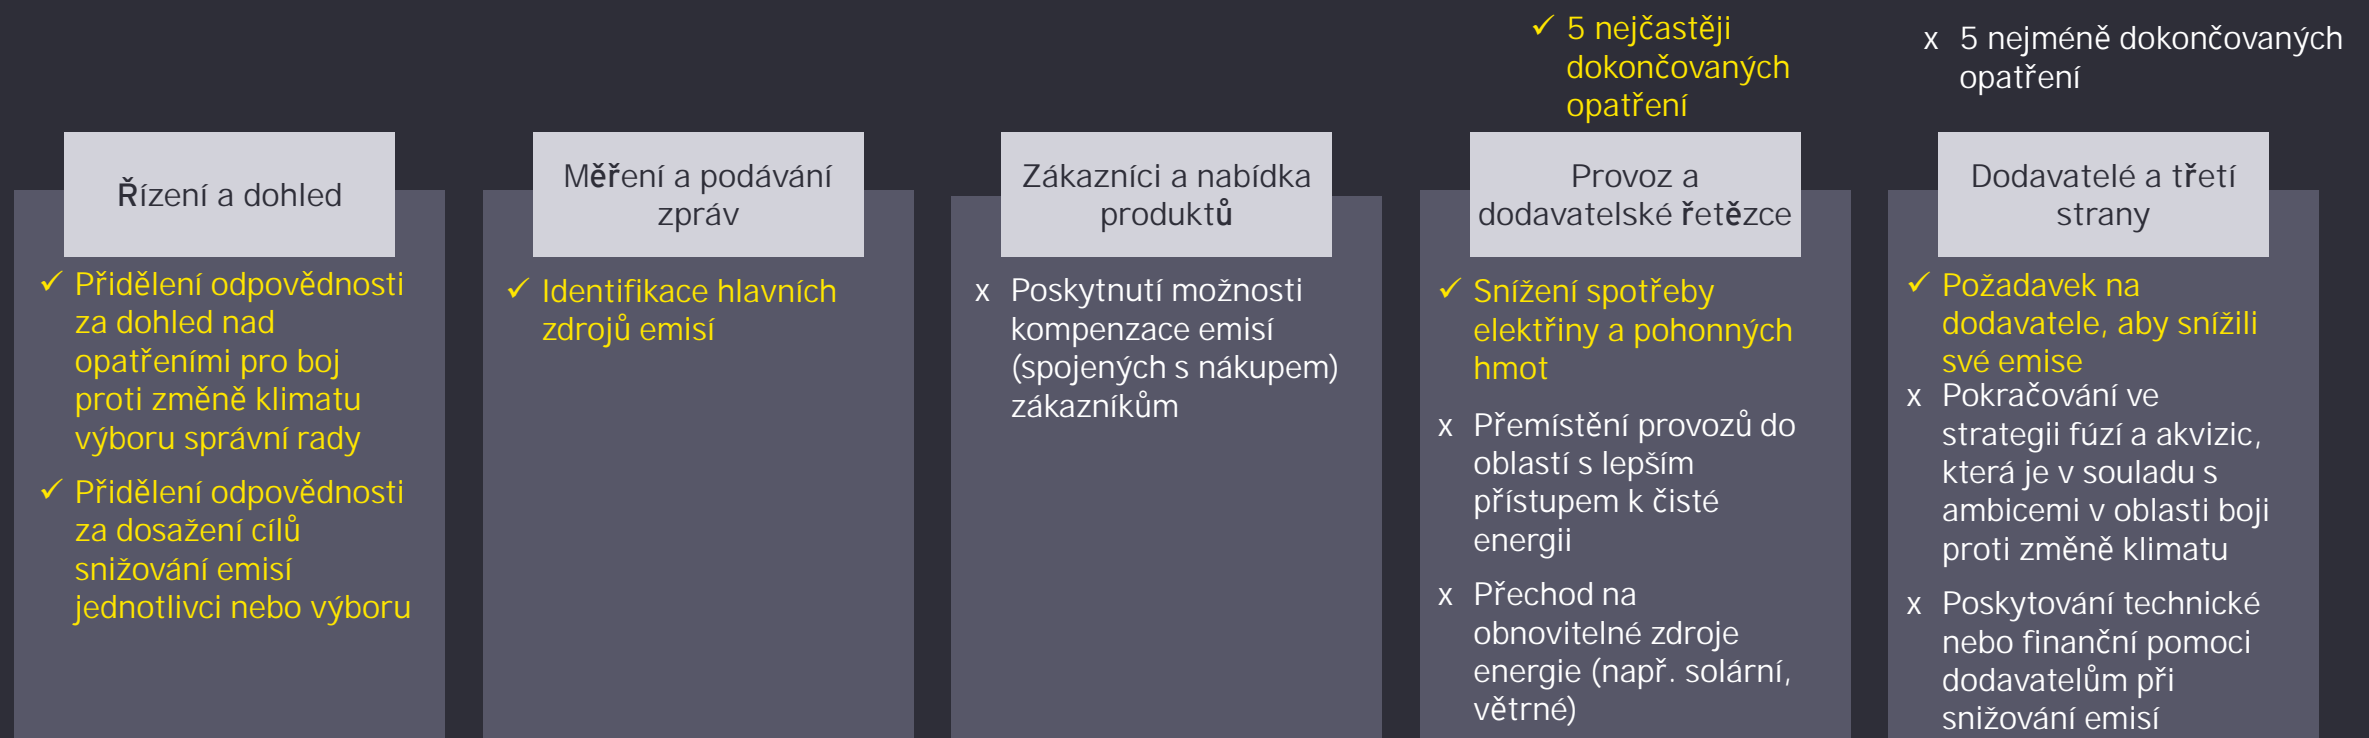 ✓ 5 nejčastěji
dokončovaných
opatření
x 5 nejméně dokončovaných
opatření
Řízení a dohled
✓ Přidělení odpovědnosti
za dohled nad
opatřeními pro boj
proti změně klimatu
výboru správní rady
✓ Přidělení odpovědnosti
za dosažení cílů
snižování emisí
jednotlivci nebo výboru
Měření a podávání
zpráv
✓ Identifikace hlavních
zdrojů emisí
Zákazníci a nabídka
produktů
x Poskytnutí možnosti
kompenzace emisí
(spojených s nákupem)
zákazníkům
Provoz a
dodavatelské řetězce
✓ Snížení spotřeby
elektřiny a pohonných
hmot
x Přemístění provozů do
oblastí s lepším
přístupem k čisté
energii
x Přechod na
obnovitelné zdroje
energie (např. solární,
větrné)
Dodavatelé a třetí
strany
✓ Požadavek na
dodavatele, aby snížili
své emise
x Pokračování ve
strategii fúzí a akvizic,
která je v souladu s
ambicemi v oblasti boji
proti změně klimatu
x Poskytování technické
nebo finanční pomoci
dodavatelům při
snižování emisí